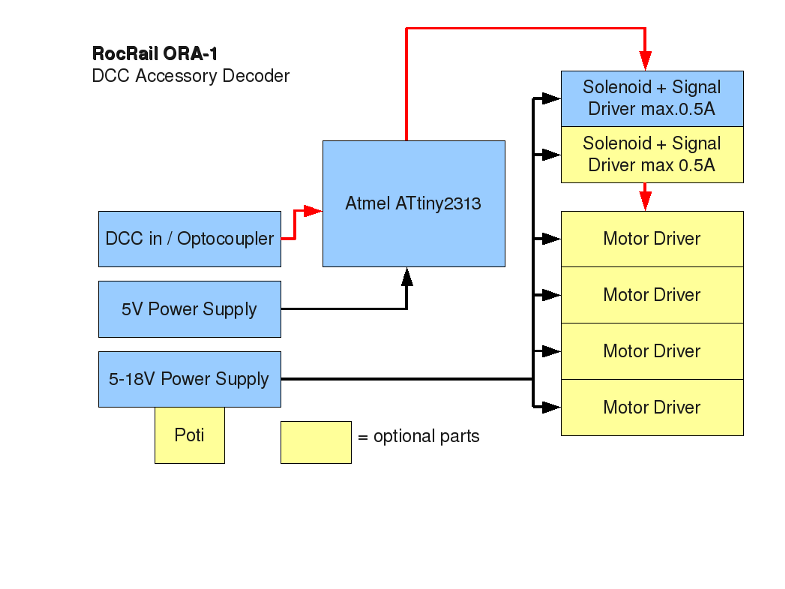 RocRail ORA-1
DCC Accessory Decoder
Solenoid + Signal
Driver max.0.5A
Solenoid + Signal
Driver max 0.5A
Atmel ATtiny2313
DCC in / Optocoupler
Motor Driver
Motor Driver
5V Power Supply
Motor Driver
5-18V Power Supply
Motor Driver
Poti
= optional parts